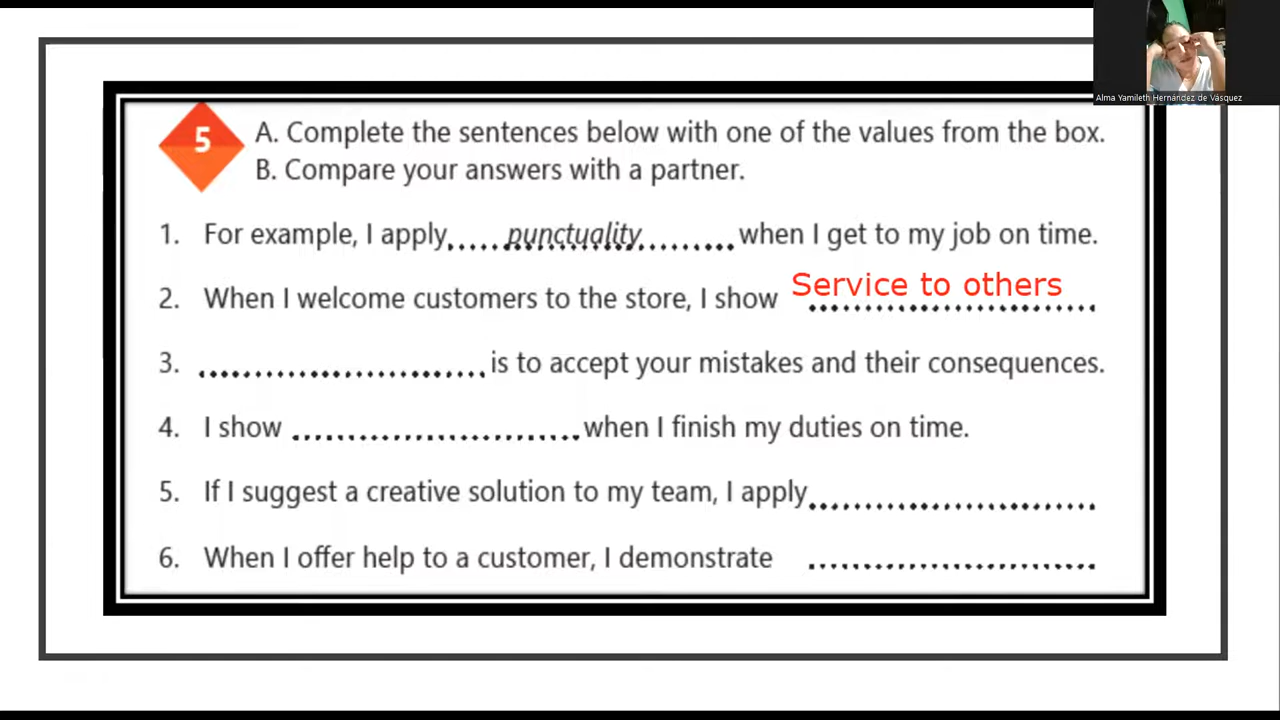 Alma Yamileth Hernández de Vásquez
5
A. Complete the sentences below with one of the values from the box.
B. Compare your answers with a partner.
1. For example, I apply.....punctuality.........when I get to my job on time.
2. When I welcome customers to the store, I show Service to others
3. .......................... is to accept your mistakes and their consequences.
4. I show ..........................when I finish my duties on time.
5. If I suggest a creative solution to my team, I apply..........................
6. When I offer help to a customer, I demonstrate ..........................